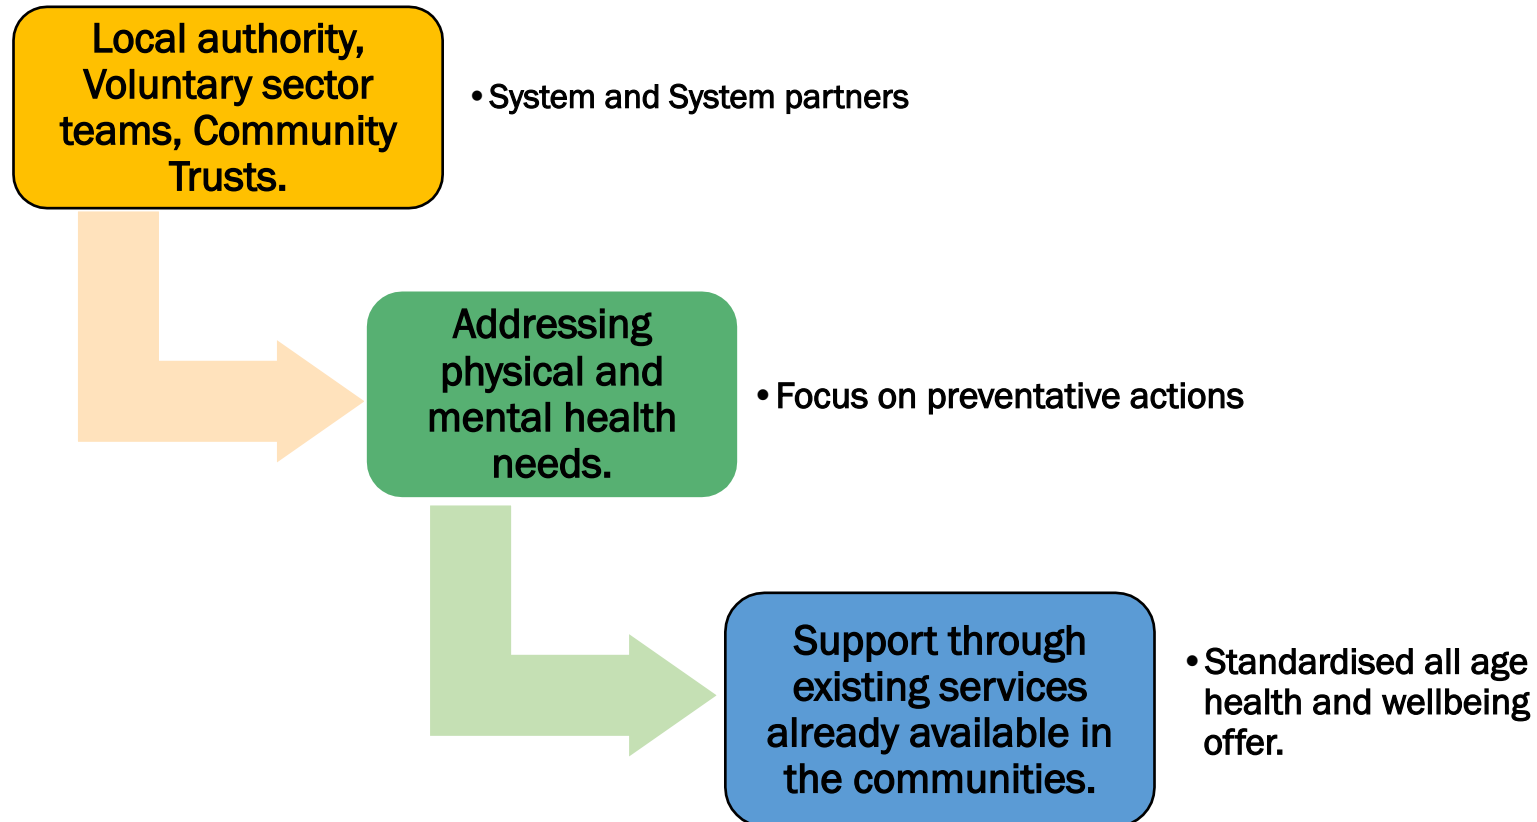 Local authority,
Voluntary sector
teams, Community
Trusts.
• System and System partners
Addressing
physical and
mental health
needs.
• Focus on preventative actions
Support through
existing services
already available in
the communities.
• Standardised all age
health and wellbeing
offer.